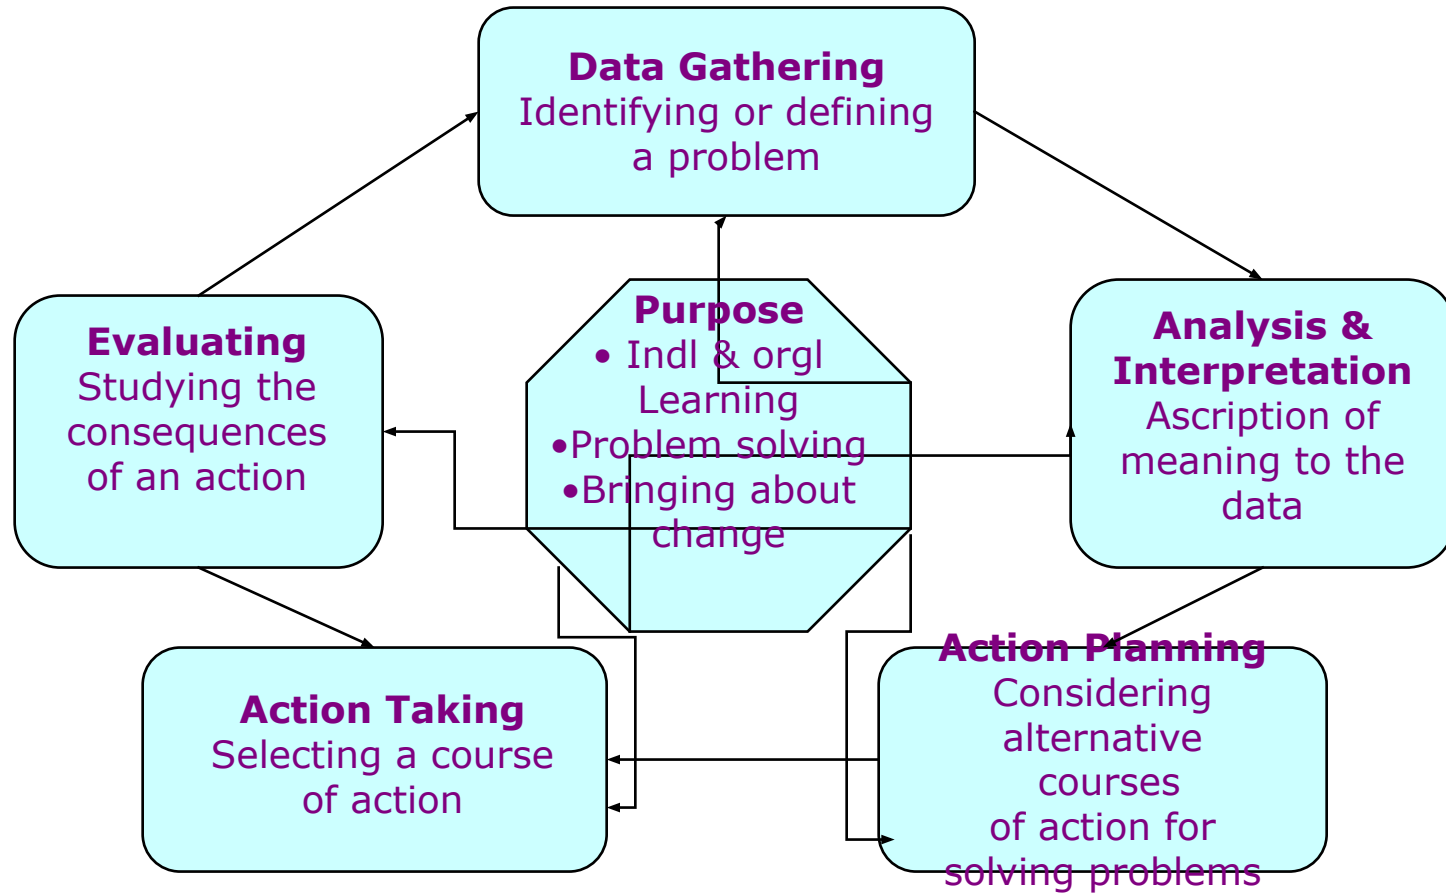 Data Gathering
Identifying or defining
a problem
Evaluating
Studying the
consequences
of an action
Purpose
• Indl & orgl
Learning
•Problem solving
•Bringing about
change
Analysis &
Interpretation
Ascription of
meaning to the
data
Action Taking
Selecting a course
of action
Action Planning
Considering
alternative
courses
of action for
solving problems